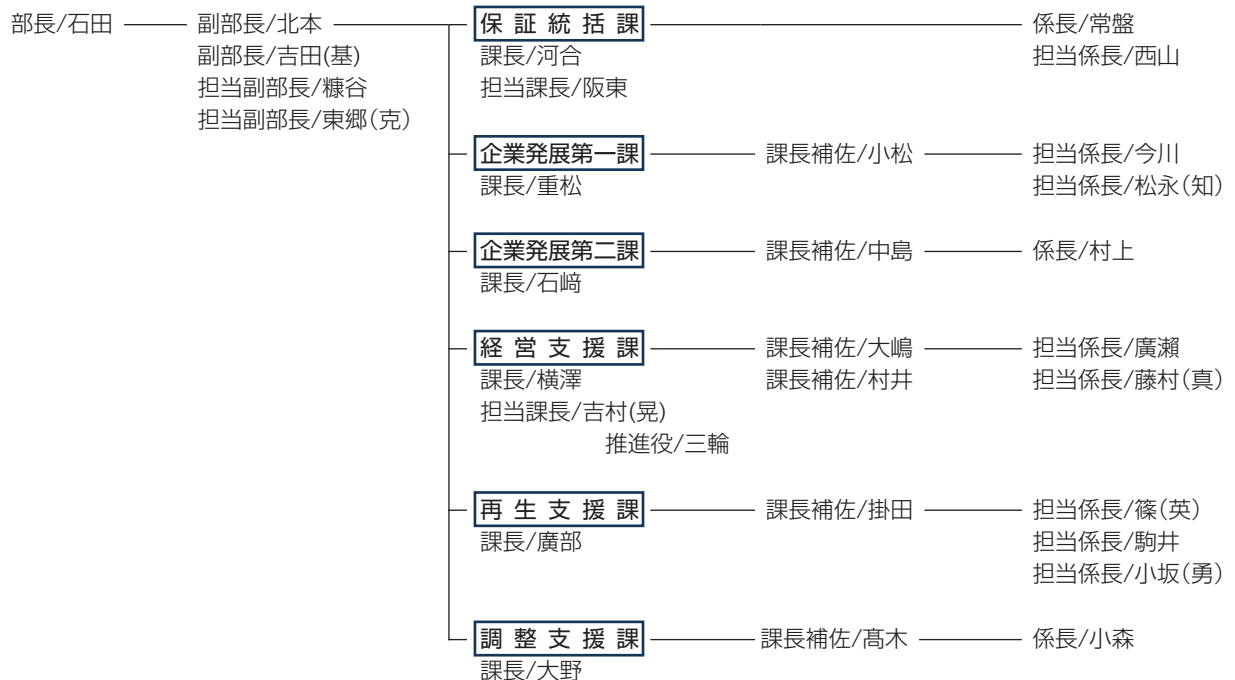 部長/石田 副部長/北本 保証統括課 係長/常盤
副部長/吉田(基) 課長/河合 担当係長/西山
担当副部長/糠谷 担当課長/阪東
担当副部長/東郷(克)
企業発展第一課 課長補佐/小松 担当係長/今川
課長/重松 担当係長/松永(知)
企業発展第二課 課長補佐/中島 係長/村上
課長/石﨑
経営支援課 課長補佐/大嶋 担当係長/廣瀨
課長/横澤 課長補佐/村井 担当係長/藤村(真)
担当課長/吉村(晃)
推進役/三輪
再生支援課 課長補佐/掛田 担当係長/篠(英)
課長/廣部 担当係長/駒井
担当係長/小坂(勇)
調整支援課 課長補佐/髙木 係長/小森
課長/大野